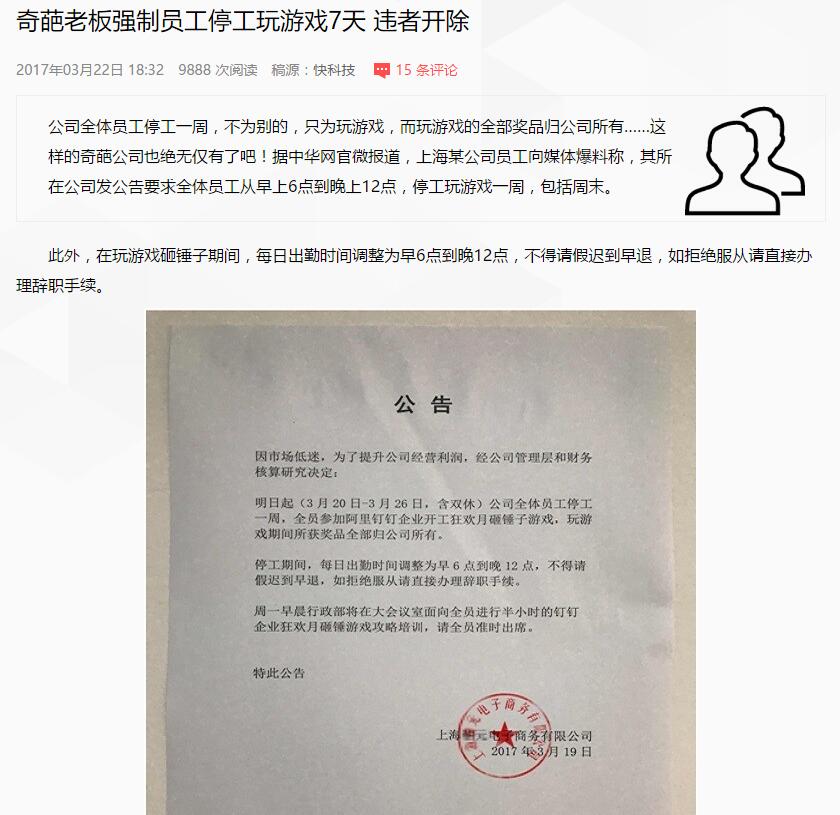 奇葩老板强制员工停工玩游戏7天 违者开除
2017年03月22日 18:32 9888 次阅读 稿源：快科技 15 条评论
公司全体员工停工一周，不为别的，只为玩游戏，而玩游戏的全部奖品归公司所有……这
样的奇葩公司也绝无仅有了吧！据中华网官微报道，上海某公司员工向媒体爆料称，其所
在公司发公告要求全体员工从早上6点到晚上12点，停工玩游戏一周，包括周末。
此外，在玩游戏砸锤子期间，每日出勤时间调整为早6点到晚12点，不得请假迟到早退，如拒绝服从请直接办
理辞职手续。
公 告
因市场低迷，为了提升公司经营利润，经公司管理层和财务
核算研究决定：
明日起（3 月 20 日-3 月 26 日，含双休）公司全体员工停工
一周，全员参加阿里钉钉企业开工狂欢月砸锤子游戏，玩游
戏期间所获奖品全部归公司所有。
停工期间，每日出勤时间调整为早 6 点到晚 12 点，不得请
假迟到早退，如拒绝服从请直接办理辞职手续。
周一早晨行政部将在大会议室面向全员进行半小时的钉钉
企业狂欢月砸锤游戏攻略培训，请全员准时出席。
特此公告
上海 元电子商务有限公司
2017 年 3 月 19 日
上海 元电子商务有限公司